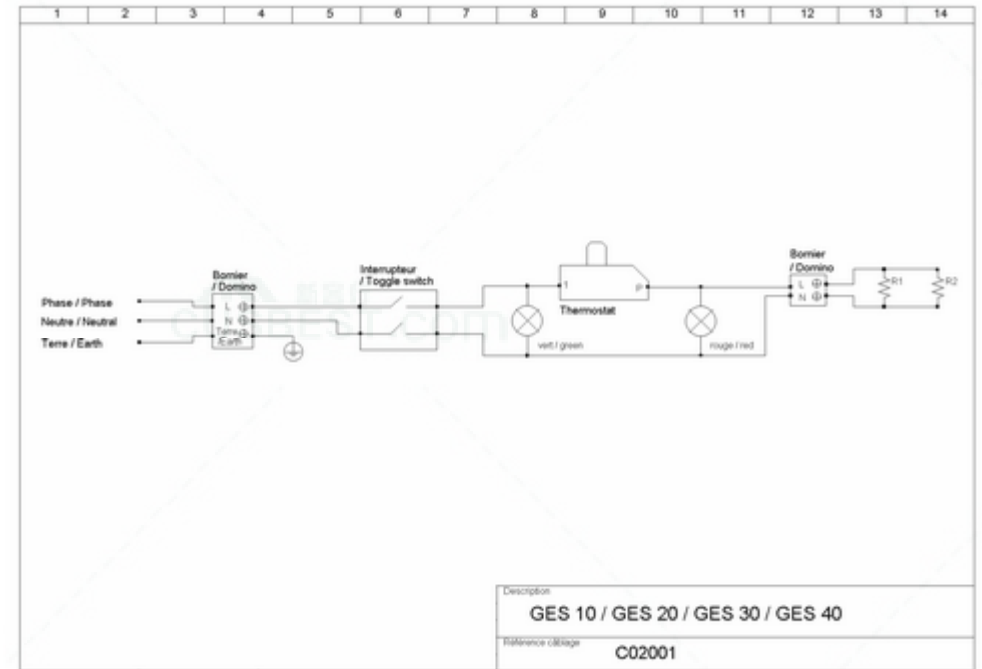 1 2 3 4 5 6 7 8 9 10 11 12 13 14
Bornier
/ Domino
Interrupteur
/ Toggle switch
Bornier
/ Domino
Phase / Phase
Neutre / Neutral
Terre / Earth
L
N
Terre
/Earth
1
P
Thermostat
vert / green
rouge / red
L
N
R1
R2
Description
GES 10 / GES 20 / GES 30 / GES 40
Référence câblage
C02001